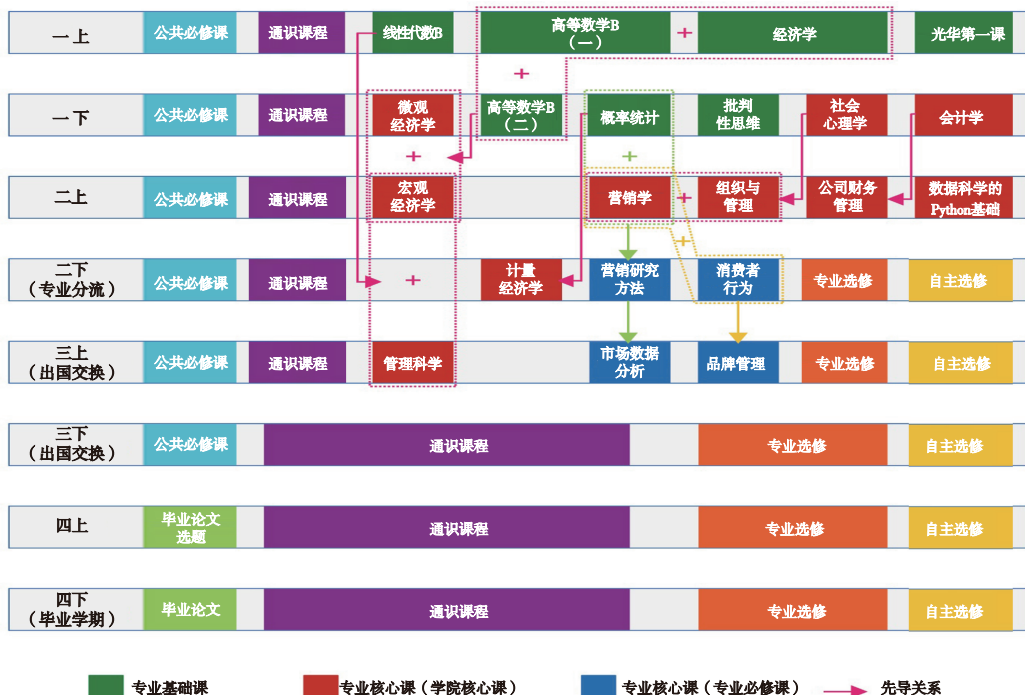 一上
公共必修课
通识课程
线性代数B
高等数学B
（一）
+
经济学
光华第一课
+
一下
公共必修课
通识课程
微观
经济学
高等数学B
（二）
概率统计
批判
性思维
社会
心理学
会计学
+
+
二上
公共必修课
通识课程
宏观
经济学
营销学
+
组织与
管理
公司财务
管理
数据科学的
Python基础
+
二下
（专业分流）
公共必修课
通识课程
+
计量
经济学
营销研究
方法
消费者
行为
专业选修
自主选修
三上
（出国交换）
公共必修课
通识课程
管理科学
市场数据
分析
品牌管理
专业选修
自主选修
三下
（出国交换）
公共必修课
通识课程
专业选修
自主选修
四上
毕业论文
选题
通识课程
专业选修
自主选修
四下
（毕业学期）
毕业论文
通识课程
专业选修
自主选修
专业基础课
专业核心课（学院核心课）
专业核心课（专业必修课）
先导关系